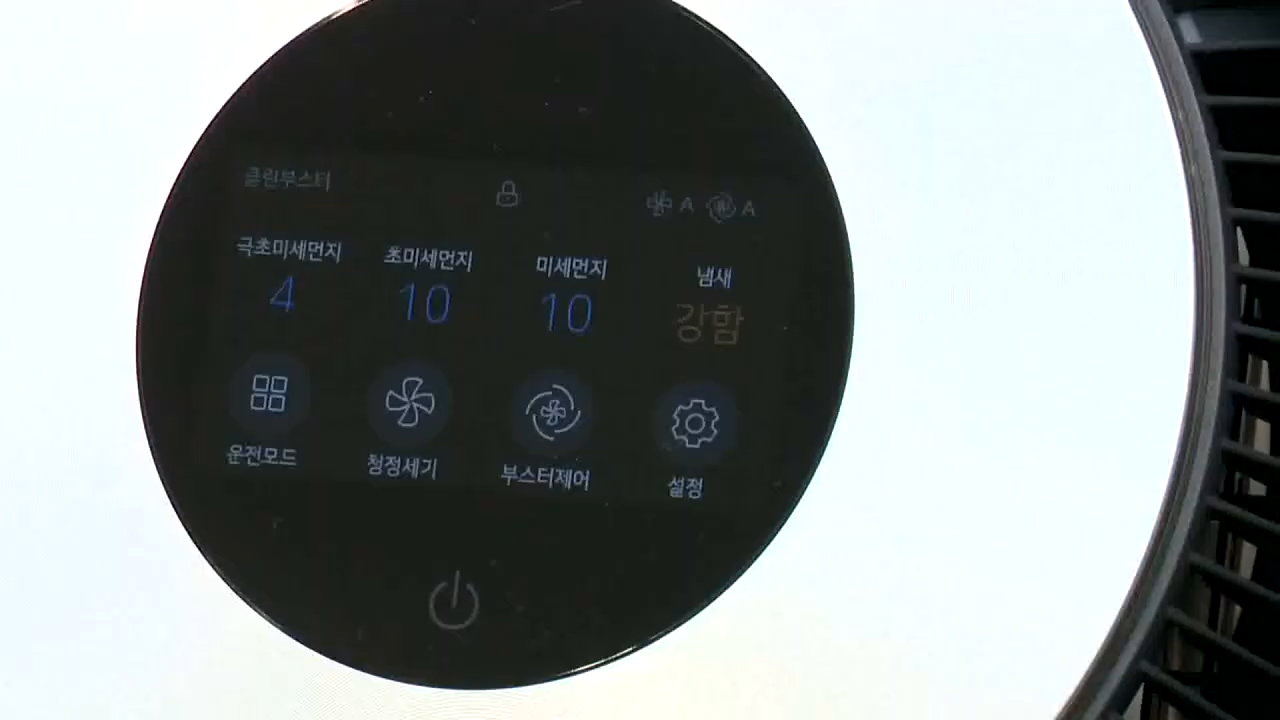 클린부스터
A A
극초미세먼지 초미세먼지 미세먼지 냄새
4 10 10 강함
운전모드 청정세기 부스터제어 설정